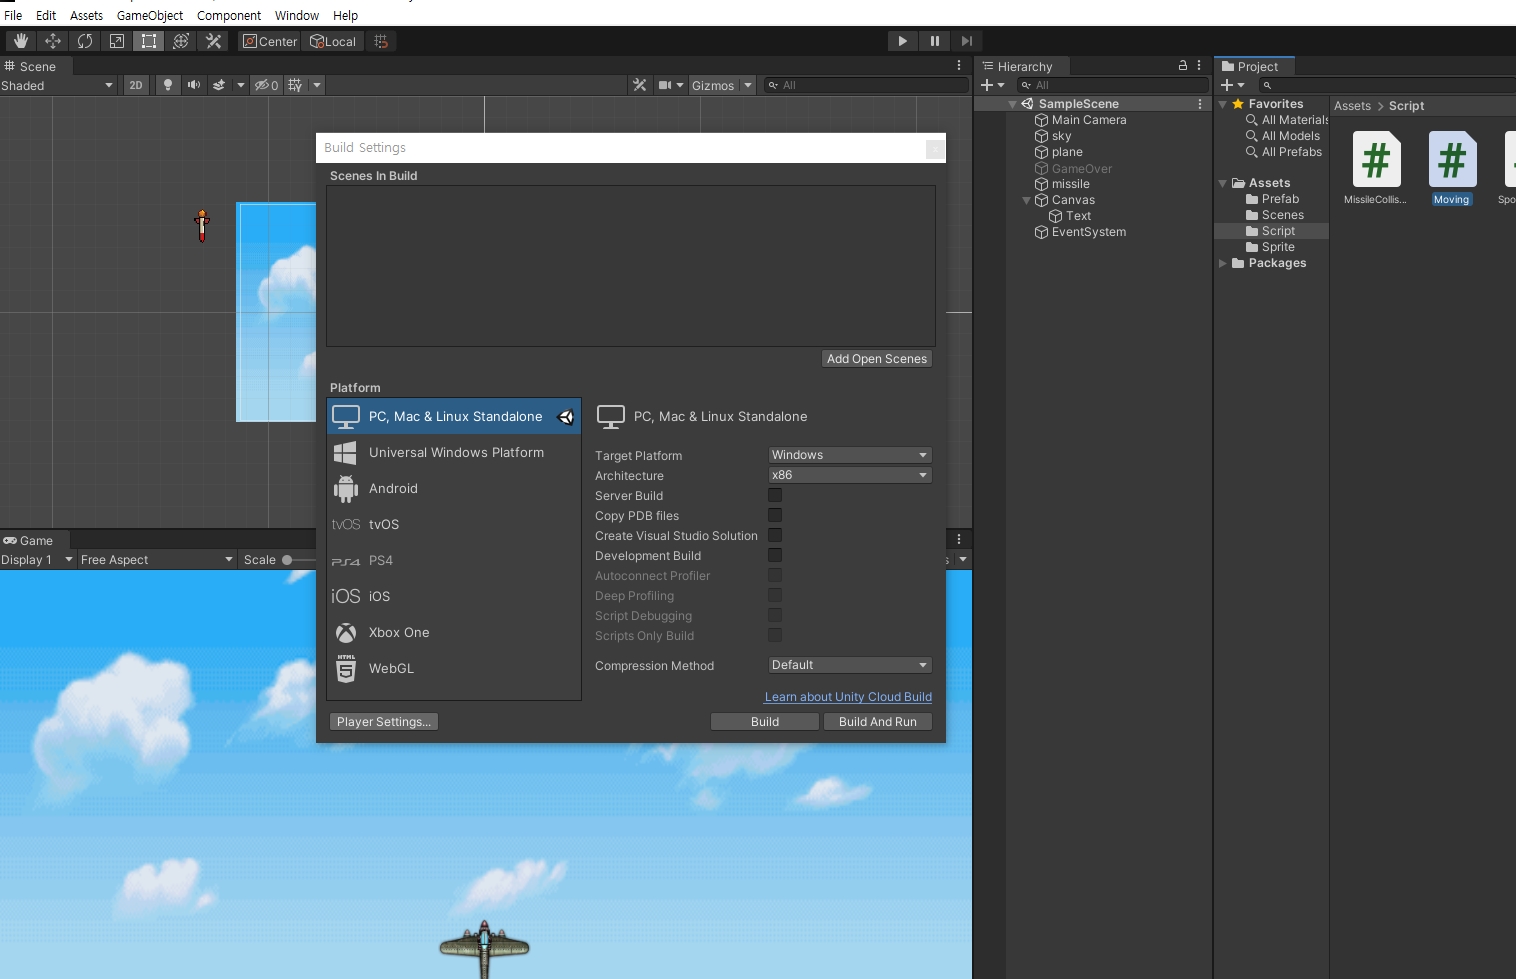 File Edit Assets GameObject Component Window Help
Center Local
Scene
Shaded 2D 0 Gizmos All
Hierarchy
All
SampleScene
Main Camera
sky
plane
GameOver
missile
Canvas
Text
EventSystem
Project
Favorites
All Materials
All Models
All Prefabs
Assets
Prefab
Scenes
Script
Sprite
Packages
Assets > Script
# #
MissileCollis... Moving Spo
Build Settings
Scenes In Build
Add Open Scenes
Platform
PC, Mac & Linux Standalone
Universal Windows Platform
Android
tvOS tvOS
PS4 PS4
iOS iOS
Xbox One
HTML 5 WebGL
Player Settings...
PC, Mac & Linux Standalone
Target Platform Windows
Architecture x86
Server Build
Copy PDB files
Create Visual Studio Solution
Development Build
Autoconnect Profiler
Deep Profiling
Script Debugging
Scripts Only Build
Compression Method Default
Learn about Unity Cloud Build
Build Build And Run
Game
Display 1 Free Aspect Scale s